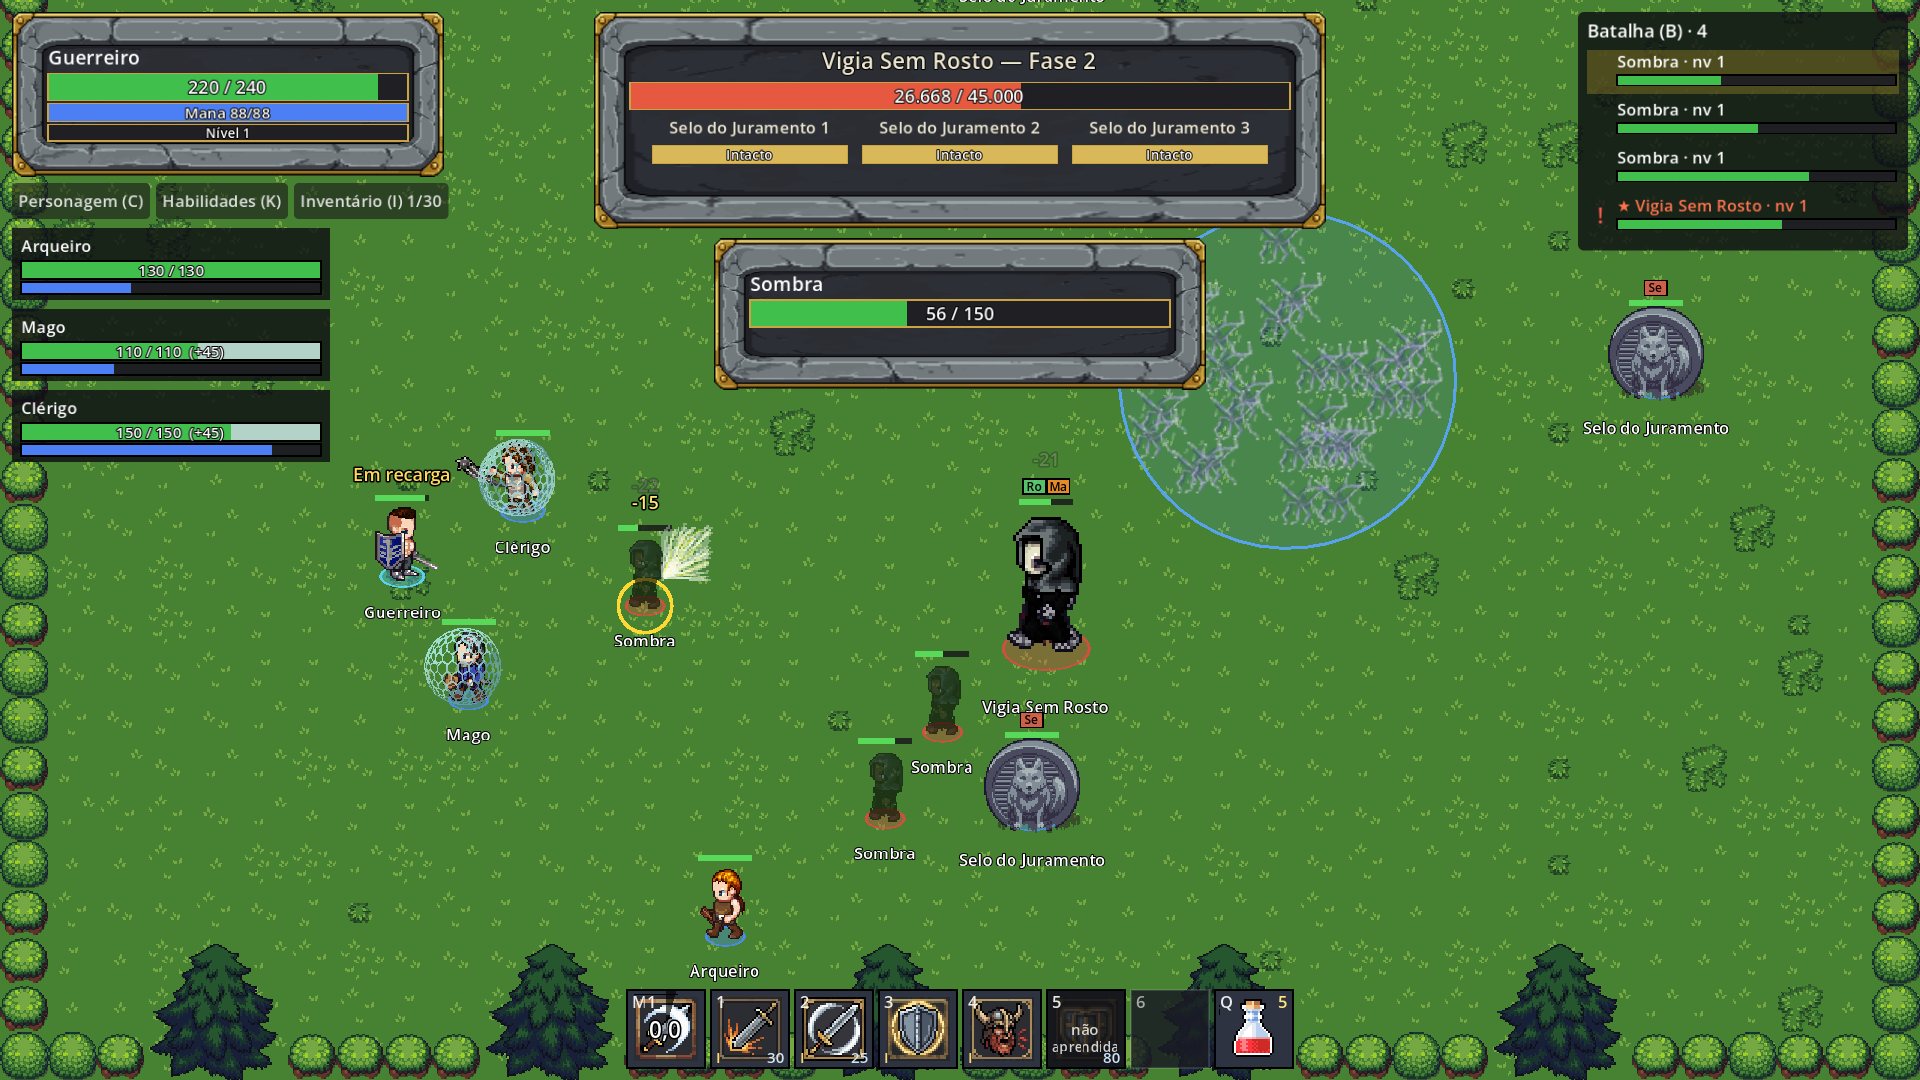 Selo do Juramento
Guerreiro
220 / 240
Mana 88/88
Nível 1
Personagem (C)
Habilidades (K)
Inventário (I) 1/30
Arqueiro
130 / 130
Mago
110 / 110 (+45)
Clérigo
150 / 150 (+45)
Vigia Sem Rosto — Fase 2
26.668 / 45.000
Selo do Juramento 1
Selo do Juramento 2
Selo do Juramento 3
Intacto
Intacto
Intacto
Sombra
56 / 150
Batalha (B) · 4
Sombra · nv 1
Sombra · nv 1
Sombra · nv 1
! ★ Vigia Sem Rosto · nv 1
Se
Selo do Juramento
Em recarga
Clérigo
Guerreiro
Mago
-15
Sombra
-21
Ro Ma
Vigia Sem Rosto
Se
Sombra
Sombra
Selo do Juramento
Arqueiro
M1
0.0
1
30
2
25
3
4
5
não
aprendida
80
6
Q
5